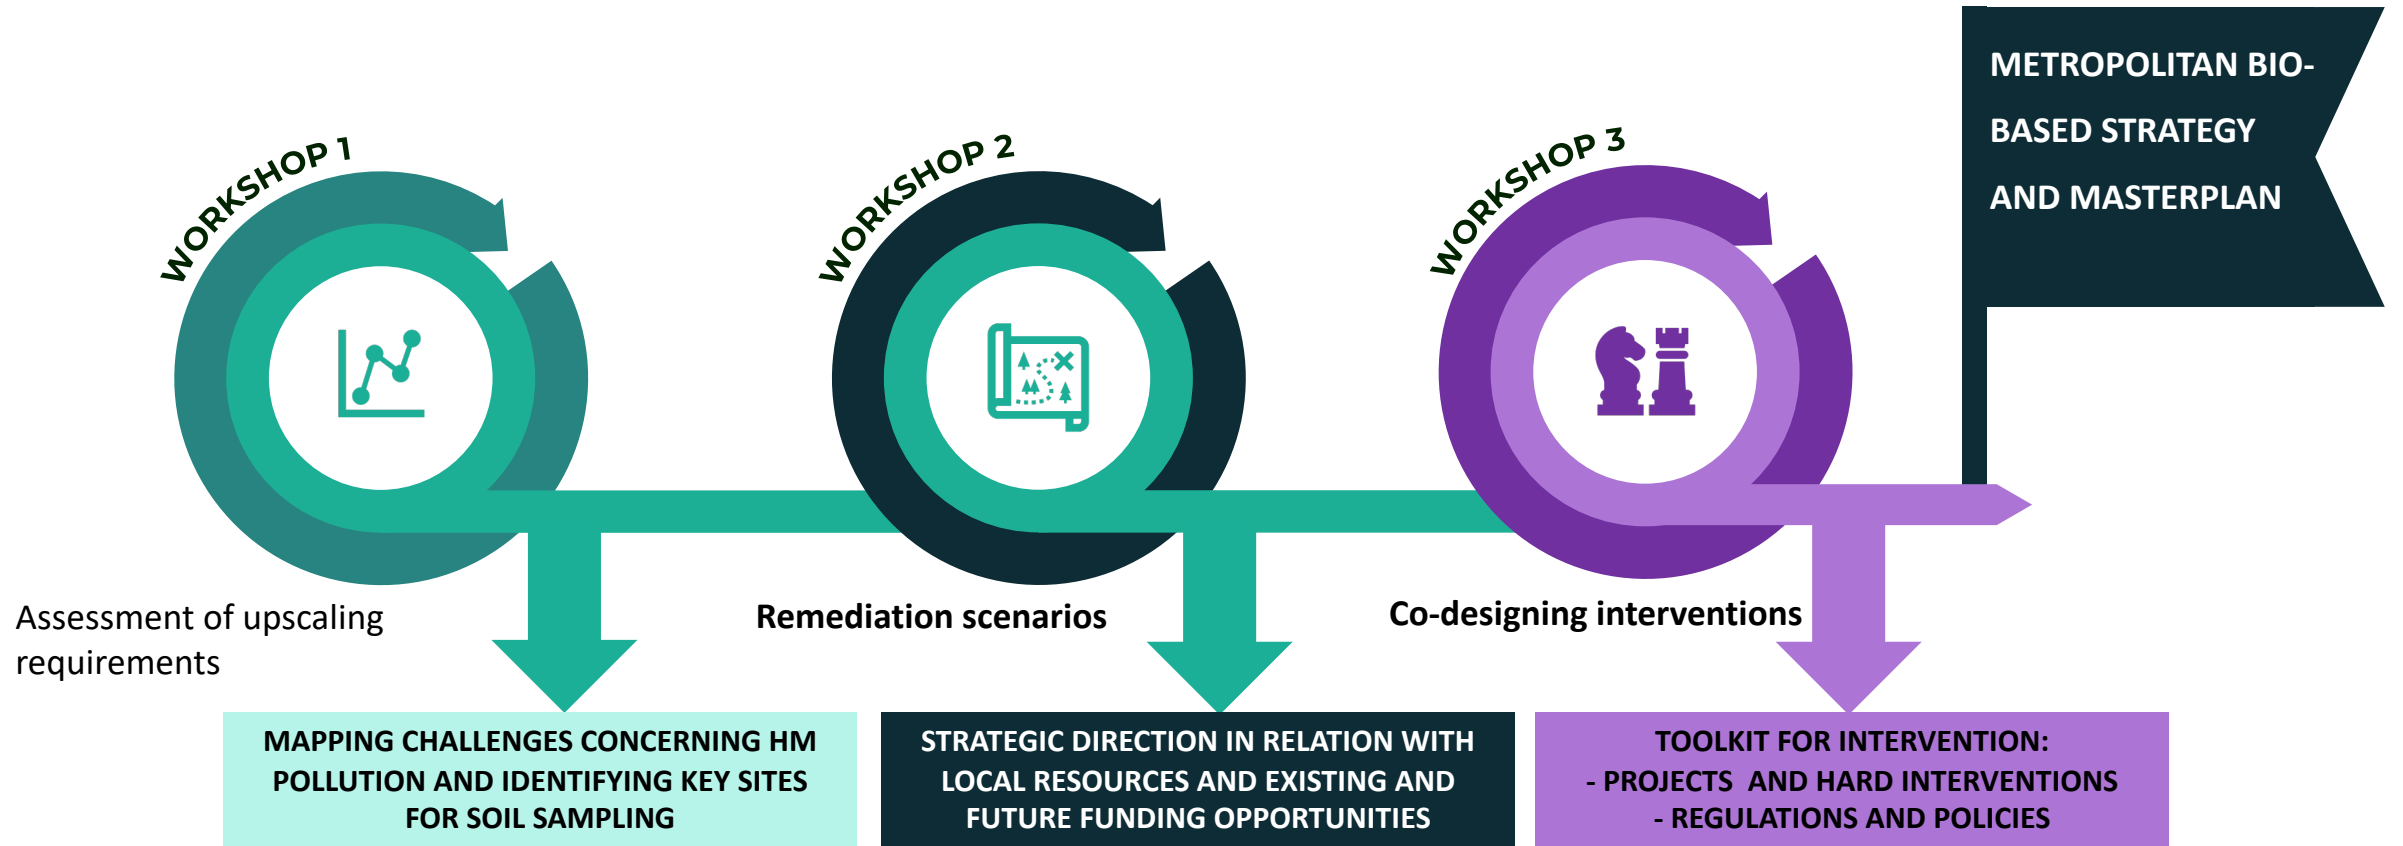 WORKSHOP 1
Assessment of upscaling
requirements
MAPPING CHALLENGES CONCERNING HM
POLLUTION AND IDENTIFYING KEY SITES
FOR SOIL SAMPLING
WORKSHOP 2
Remediation scenarios
STRATEGIC DIRECTION IN RELATION WITH
LOCAL RESOURCES AND EXISTING AND
FUTURE FUNDING OPPORTUNITIES
WORKSHOP 3
Co-designing interventions
TOOLKIT FOR INTERVENTION:
- PROJECTS  AND HARD INTERVENTIONS
- REGULATIONS AND POLICIES
METROPOLITAN BIO-
BASED STRATEGY
AND MASTERPLAN